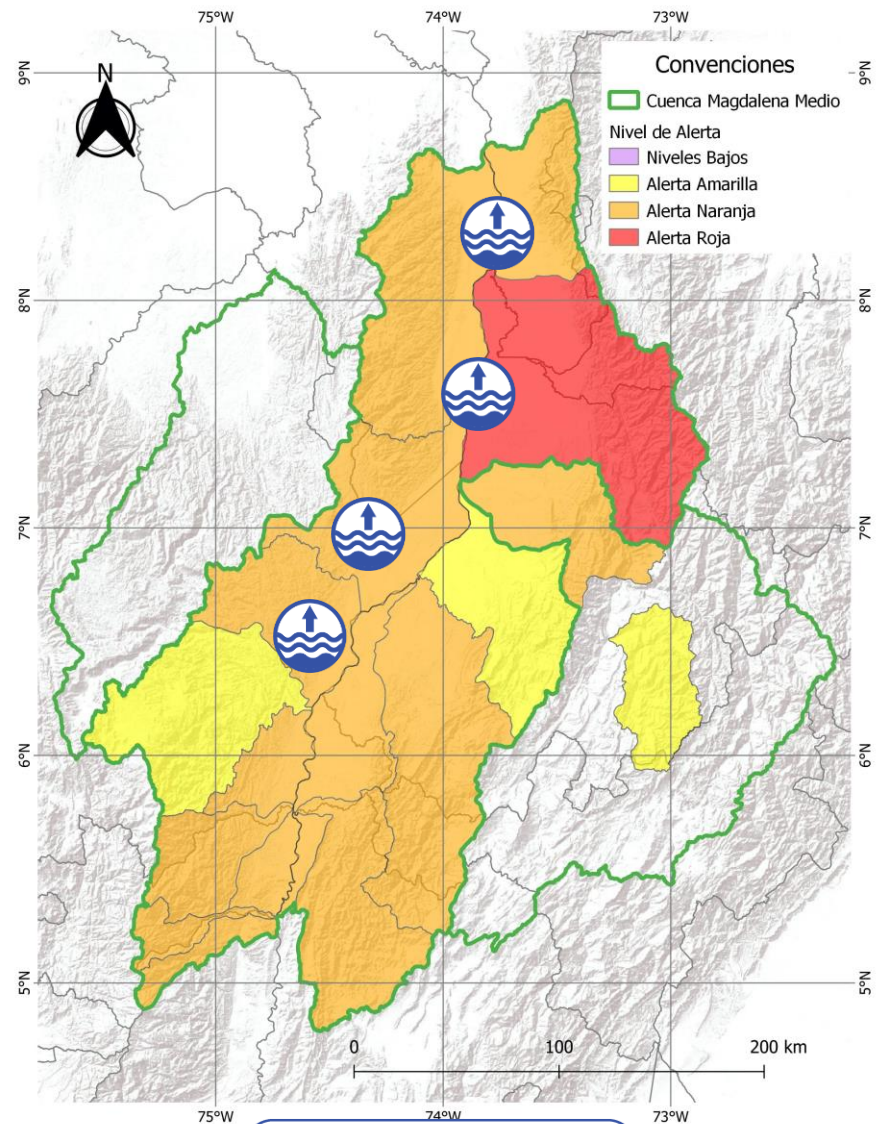 75°W 74°W 73°W
N
Convenciones
Cuenca Magdalena Medio
Nivel de Alerta
Niveles Bajos
Alerta Amarilla
Alerta Naranja
Alerta Roja
9°N 9°N
8°N 8°N
7°N 7°N
6°N 6°N
5°N 5°N
0 100 200 km
75°W 74°W 73°W